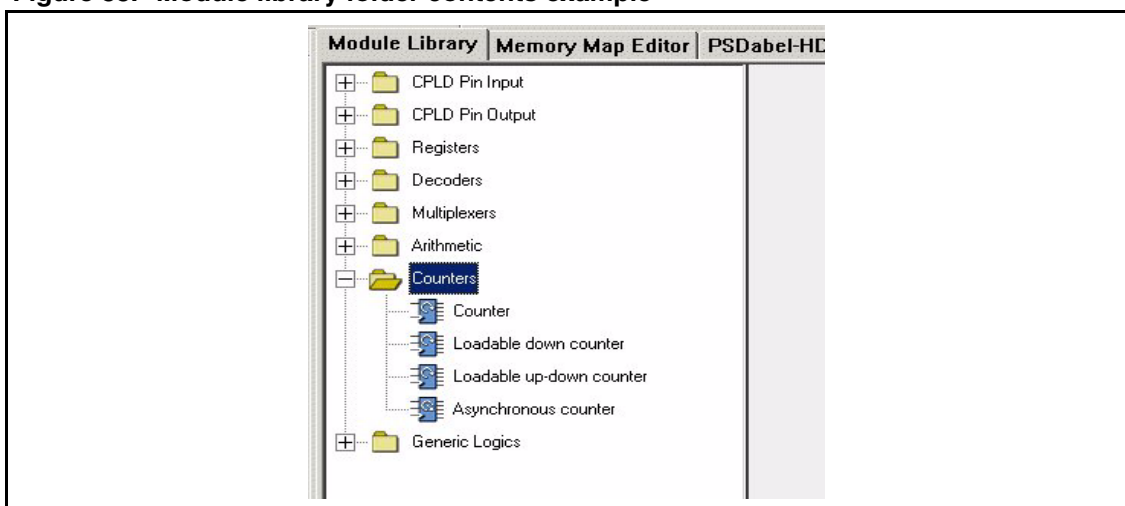 Module Library Memory Map Editor PSDabel-HD
CPLD Pin Input
CPLD Pin Output
Registers
Decoders
Multiplexers
Arithmetic
Counters
Counter
Loadable down counter
Loadable up-down counter
Asynchronous counter
Generic Logics